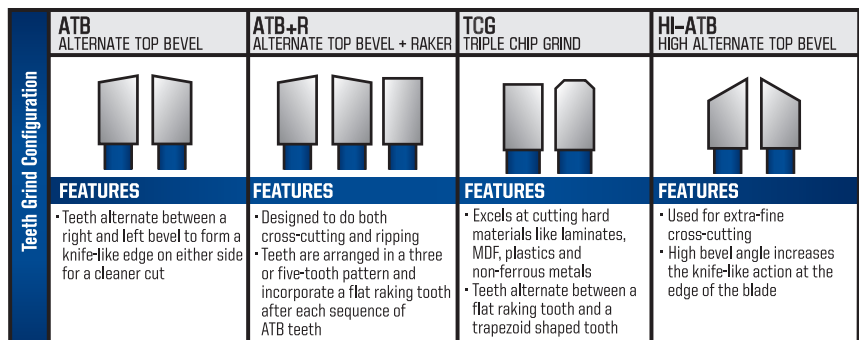 Teeth Grind Configuration
ATB
ALTERNATE TOP BEVEL
FEATURES
· Teeth alternate between a
right and left bevel to form a
knife-like edge on either side
for a cleaner cut
ATB+R
ALTERNATE TOP BEVEL + RAKER
FEATURES
· Designed to do both
cross-cutting and ripping
· Teeth are arranged in a three
or five-tooth pattern and
incorporate a flat raking tooth
after each sequence of
ATB teeth
TCG
TRIPLE CHIP GRIND
FEATURES
· Excels at cutting hard
materials like laminates,
MDF, plastics and
non-ferrous metals
· Teeth alternate between a
flat raking tooth and a
trapezoid shaped tooth
HI-ATB
HIGH ALTERNATE TOP BEVEL
FEATURES
· Used for extra-fine
cross-cutting
· High bevel angle increases
the knife-like action at the
edge of the blade